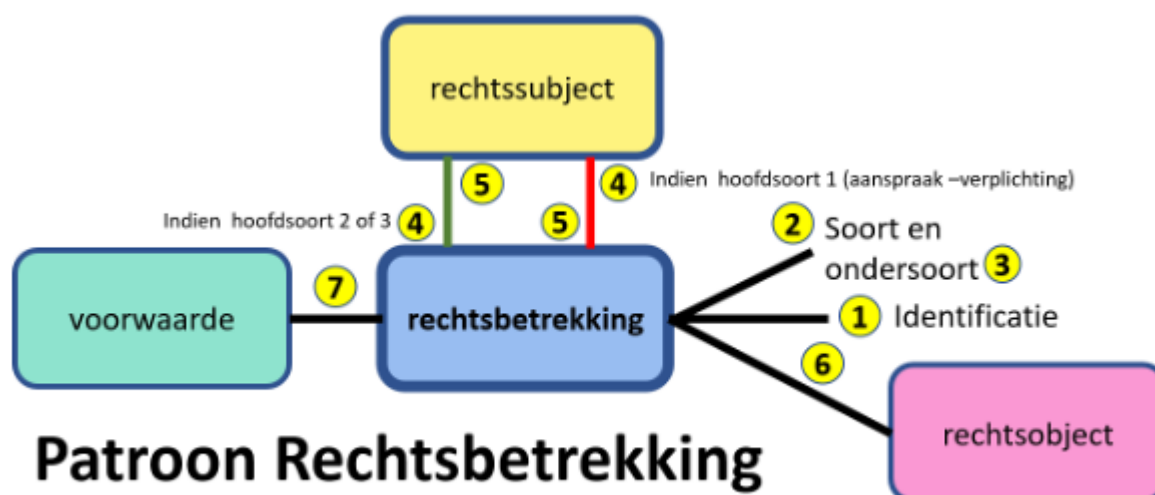 rechtssubject
5
4 Indien hoofdsoort 1 (aanspraak –verplichting)
Indien hoofdsoort 2 of 3 4
5
2 Soort en
ondersoort 3
7
voorwaarde
rechtsbetrekking
1 Identificatie
6
rechtsobject
Patroon Rechtsbetrekking